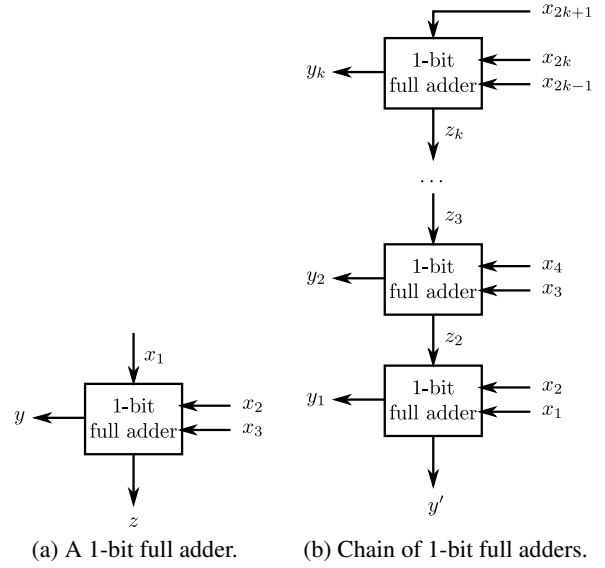 x_{2k+1}
1-bit
full adder
y_k
x_{2k}
x_{2k-1}
z_k
...
z_3
1-bit
full adder
y_2
x_4
x_3
z_2
1-bit
full adder
y_1
x_2
x_1
y'
x_1
1-bit
full adder
y
x_2
x_3
z
(a) A 1-bit full adder.
(b) Chain of 1-bit full adders.